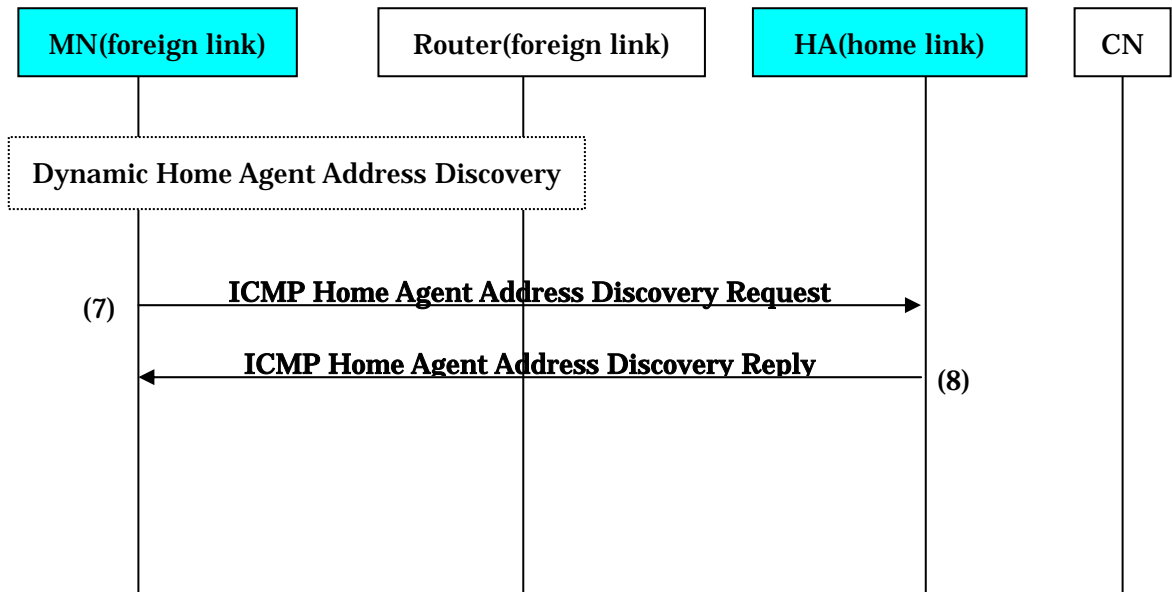 MN(foreign link)
Router(foreign link)
HA(home link)
CN
Dynamic Home Agent Address Discovery
ICMP Home Agent Address Discovery Request
(7)
ICMP Home Agent Address Discovery Reply
(8)